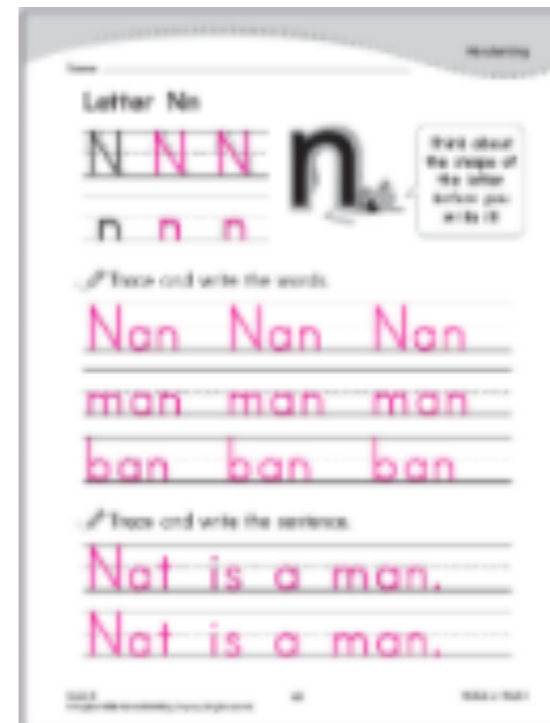 Handwriting
Name
Letter Nn
N N N
n
Think about
the shape of
the letter
before you
write it!
n n n
Trace and write the words.
Nan Nan Nan
man man man
ban ban ban
Trace and write the sentence.
Nat is a man.
Nat is a man.